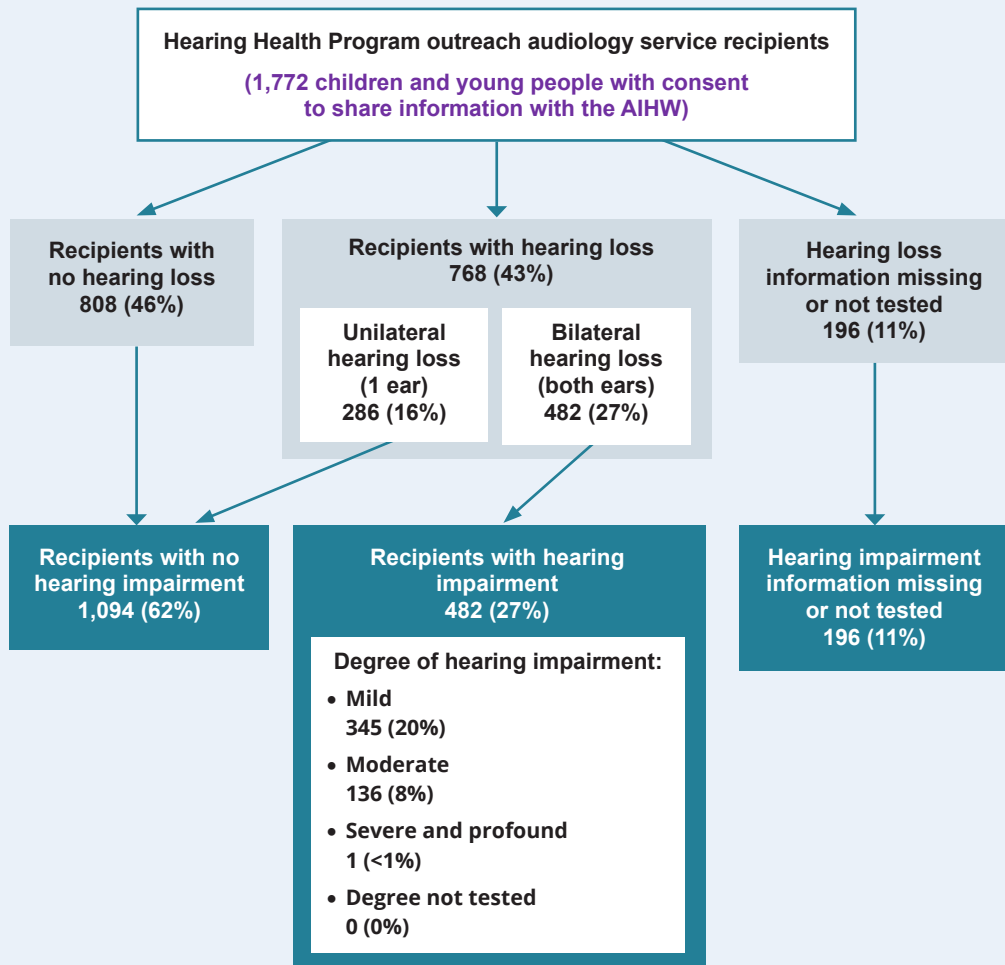 Hearing Health Program outreach audiology service recipients
(1,772 children and young people with consent
to share information with the AIHW)
Recipients with
no hearing loss
808 (46%)
Recipients with hearing loss
768 (43%)
Unilateral
hearing loss
(1 ear)
286 (16%)
Bilateral
hearing loss
(both ears)
482 (27%)
Hearing loss
information missing
or not tested
196 (11%)
Recipients with no
hearing impairment
1,094 (62%)
Recipients with hearing
impairment
482 (27%)
Degree of hearing impairment:
• Mild
345 (20%)
• Moderate
136 (8%)
• Severe and profound
1 (<1%)
• Degree not tested
0 (0%)
Hearing impairment
information missing
or not tested
196 (11%)